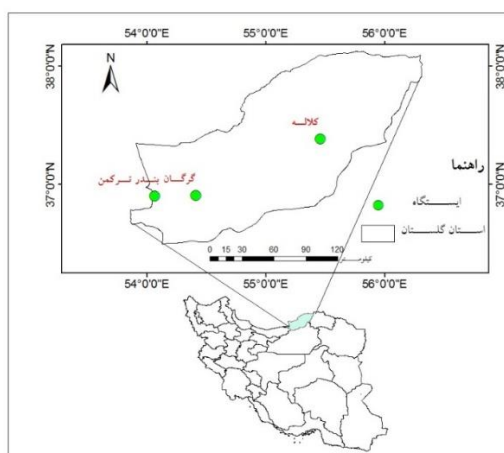 54°0'0"E 55°0'0"E 56°0'0"E
N
38°0'0"N 38°0'0"N
کلاله
راهنما
گرگان بندر ترکمن
37°0'0"N 37°0'0"N
ایستگاه
استان گلستان
0 15 30 60 90 120
کیلومتر
54°0'0"E 55°0'0"E 56°0'0"E